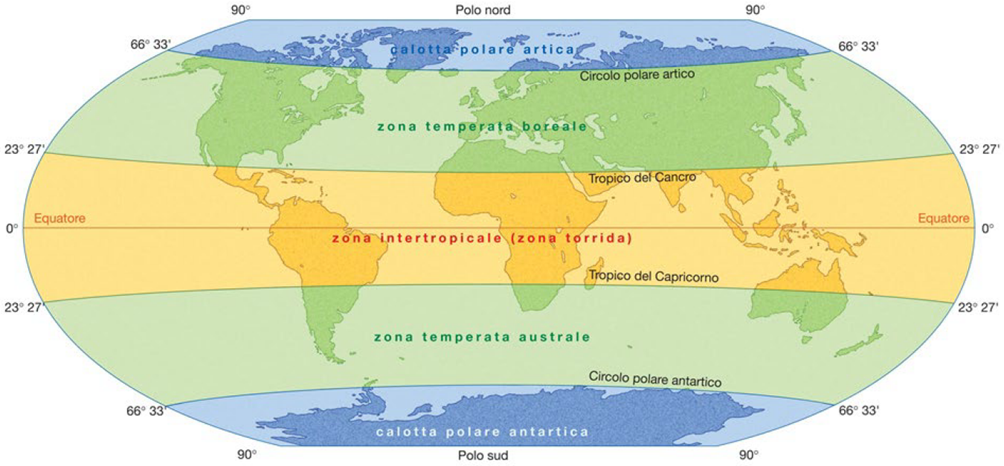 90° Polo nord 90°
66° 33' calotta polare artica 66° 33'
Circolo polare artico
zona temperata boreale
23° 27' 23° 27'
Tropico del Cancro
Equatore Equatore
0° 0°
zona intertropicale (zona torrida)
Tropico del Capricorno
23° 27' 23° 27'
zona temperata australe
Circolo polare antartico
66° 33' 66° 33'
calotta polare antartica
90° Polo sud 90°